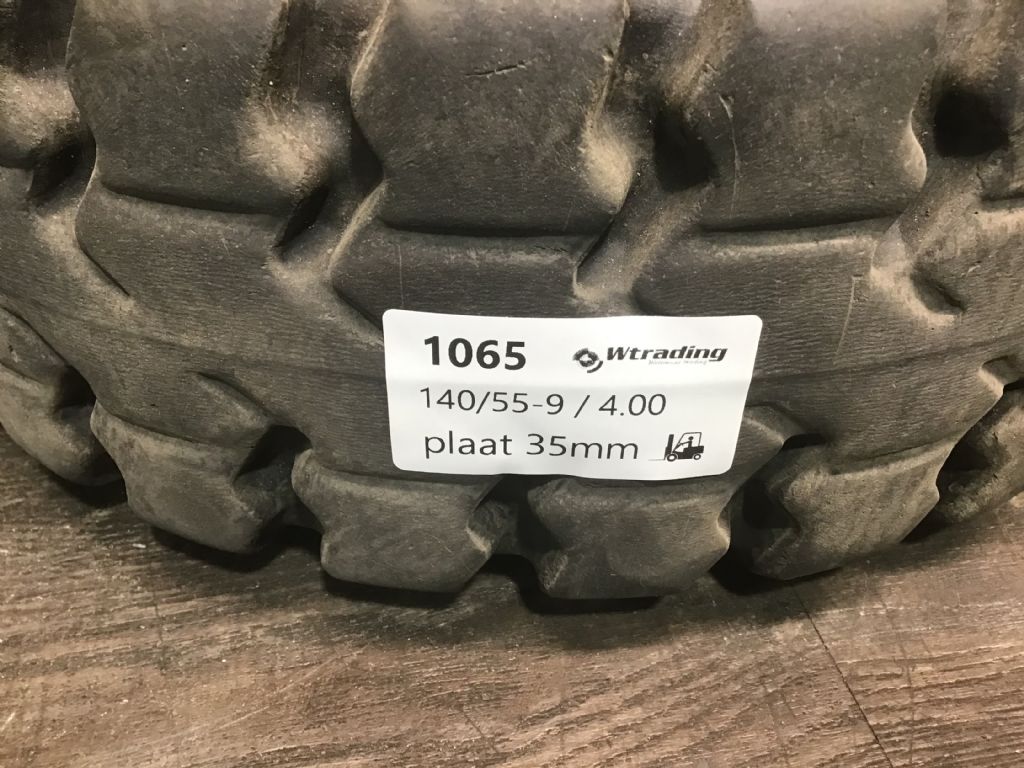 1065 Wtrading
140/55-9 / 4.00
plaat 35mm